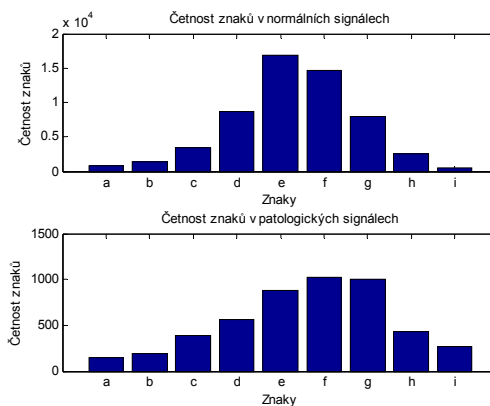 Četnost znaků v normálních signálech
x 10^4
2
1.5
1
0.5
0
Četnost znaků
a b c d e f g h i
Znaky
Četnost znaků v patologických signálech
1500
1000
500
0
Četnost znaků
a b c d e f g h i
Znaky